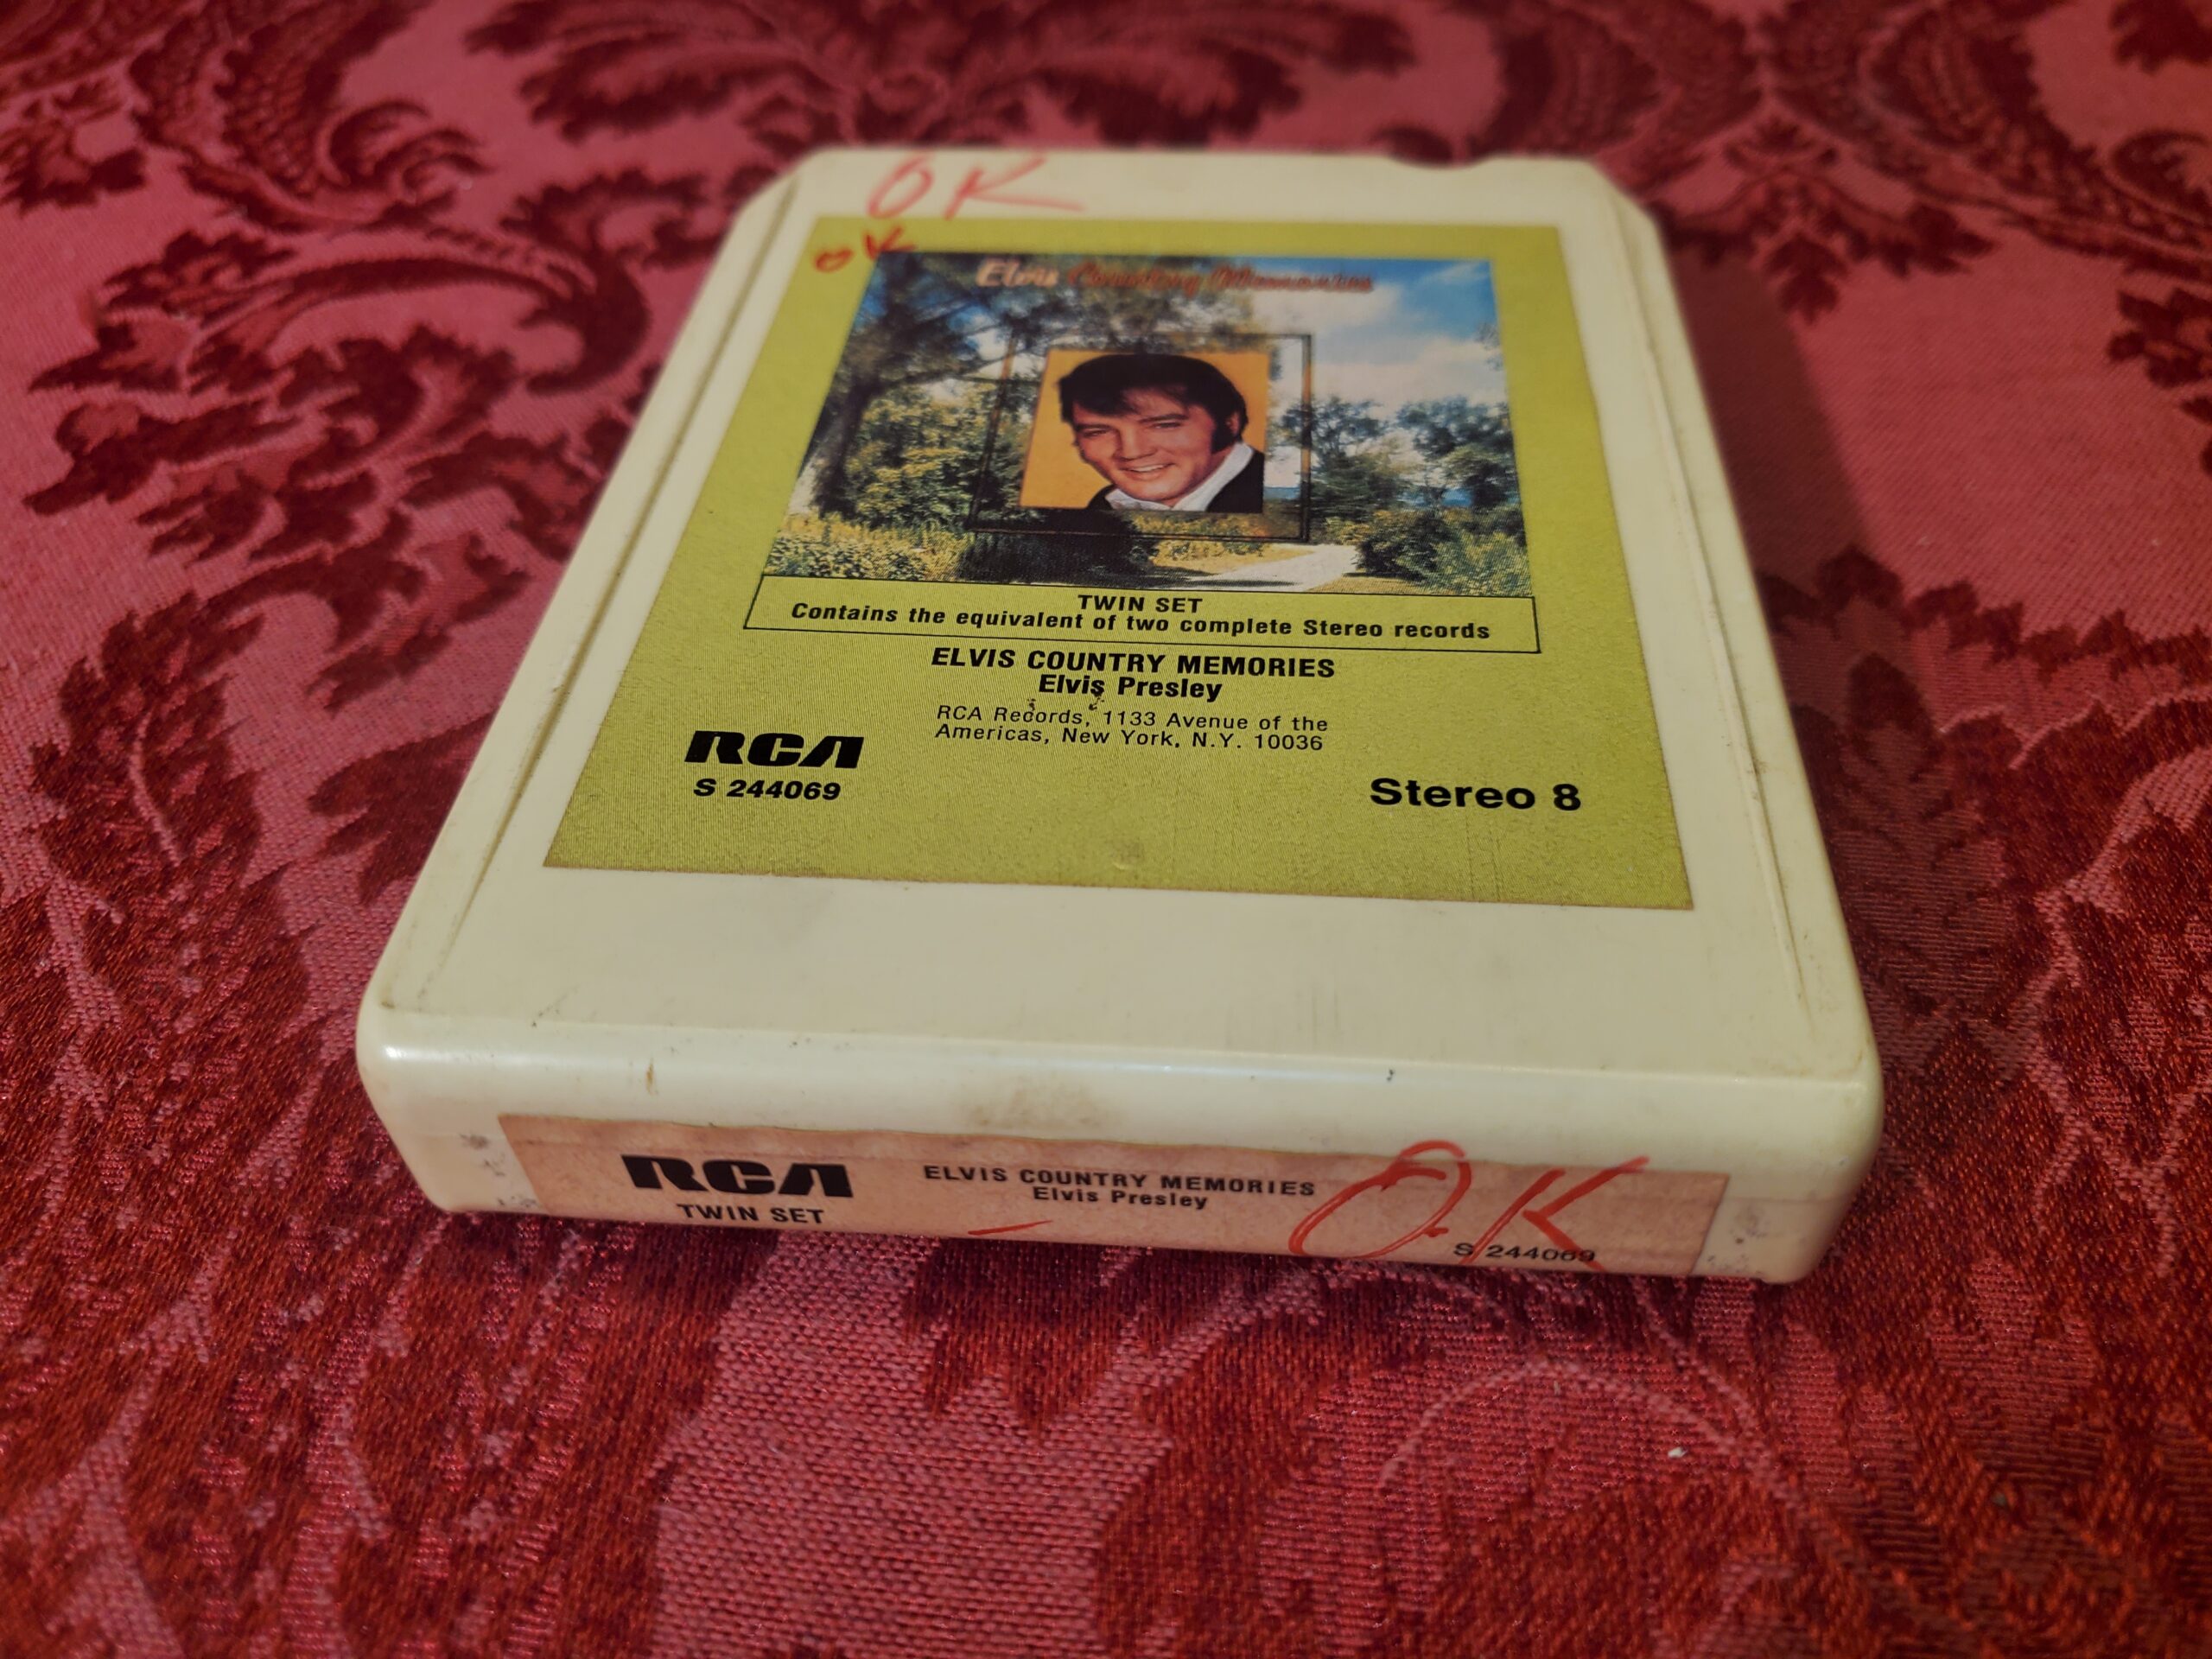 OK
OK
Elvis Country Memories
TWIN SET
Contains the equivalent of two complete Stereo records
ELVIS COUNTRY MEMORIES
Elvis Presley
RCA Records, 1133 Avenue of the
Americas, New York, N.Y. 10036
RCA
S 244069
Stereo 8
RCA
TWIN SET
ELVIS COUNTRY MEMORIES
Elvis Presley
OK
S 244069